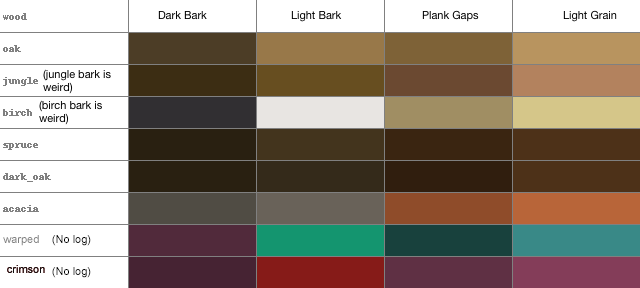 wood Dark Bark Light Bark Plank Gaps Light Grain
oak
jungle (jungle bark is
weird)
birch (birch bark is
weird)
spruce
dark_oak
acacia
warped (No log)
crimson (No log)